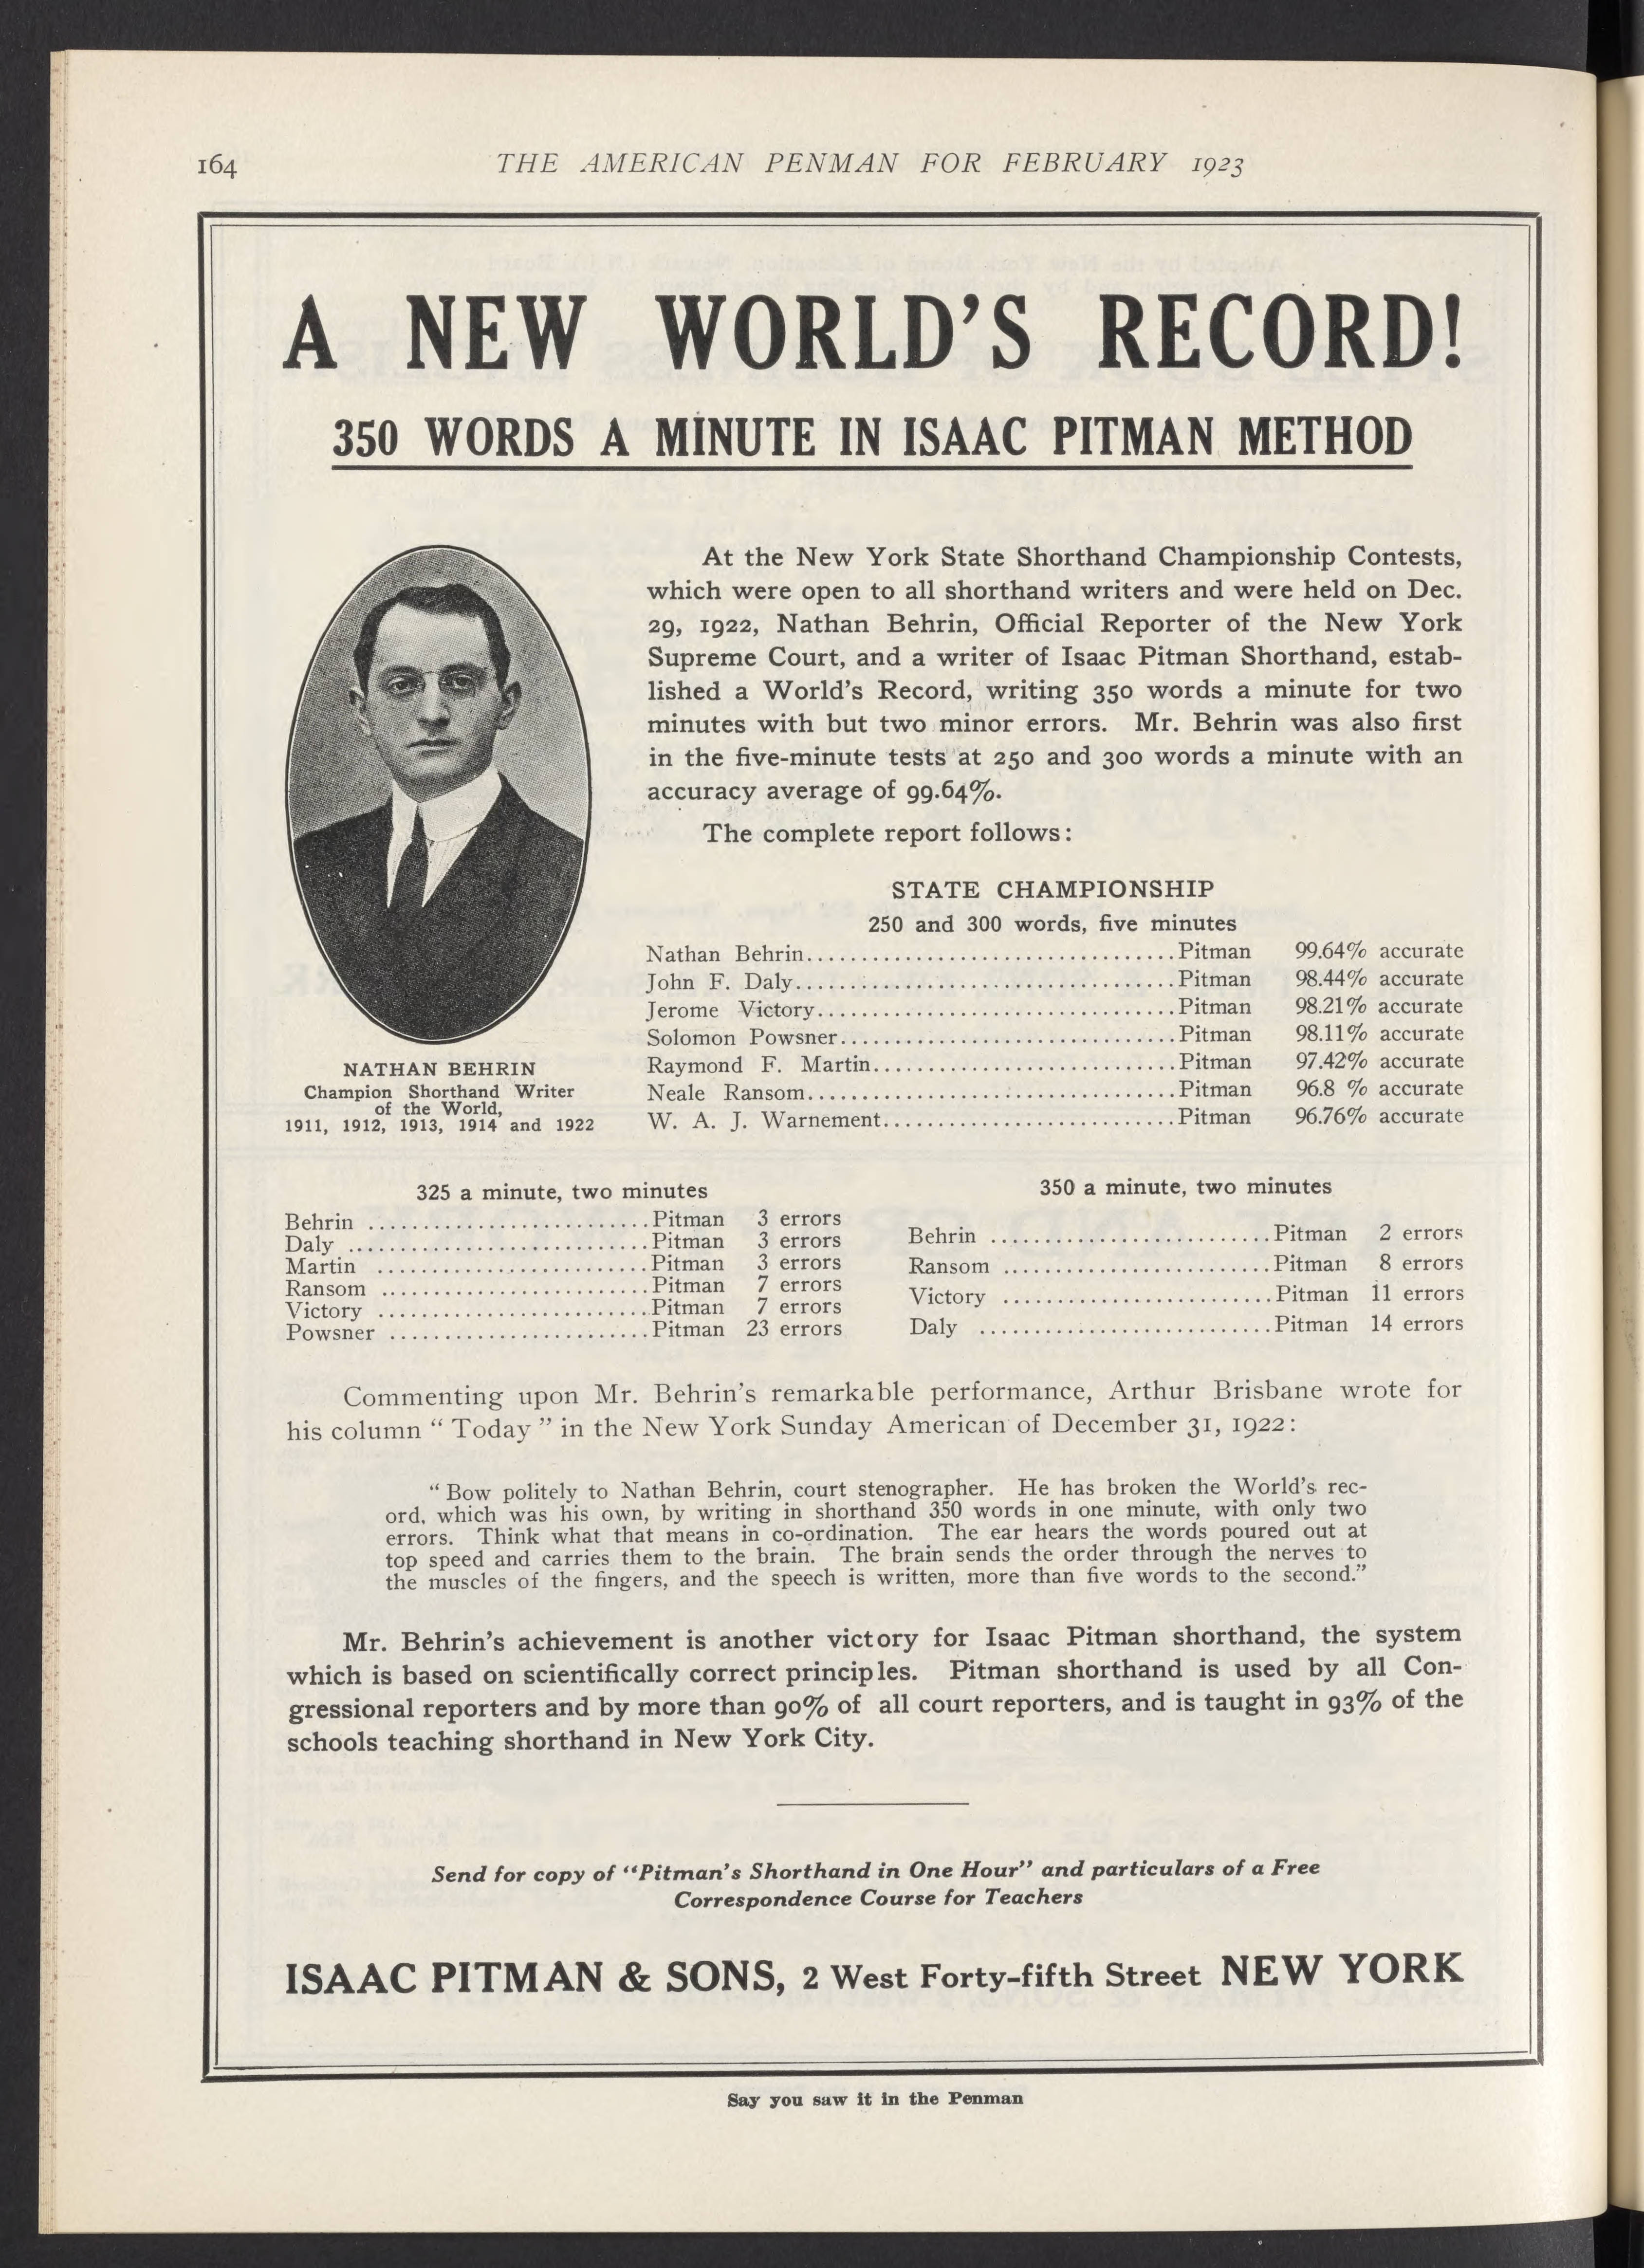 164
THE AMERICAN PENMAN FOR FEBRUARY 1923
A NEW WORLD'S RECORD!
350 WORDS A MINUTE IN ISAAC PITMAN METHOD
At the New York State Shorthand Championship Contests,
which were open to all shorthand writers and were held on Dec.
29, 1922, Nathan Behrin, Official Reporter of the New York
Supreme Court, and a writer of Isaac Pitman Shorthand, estab-
lished a World's Record, writing 350 words a minute for two
minutes with but two minor errors. Mr. Behrin was also first
in the five-minute tests at 250 and 300 words a minute with an
accuracy average of 99.64%.
The complete report follows:
STATE CHAMPIONSHIP
250 and 300 words, five minutes
Nathan Behrin.................................Pitman 99.64% accurate
John F. Daly..................................Pitman 98.44% accurate
Jerome Victory................................Pitman 98.21% accurate
Solomon Powsner..............................Pitman 98.11% accurate
Raymond F. Martin...........................Pitman 97.42% accurate
Neale Ransom.................................Pitman 96.8 % accurate
W. A. J. Warnement..........................Pitman 96.76% accurate
NATHAN BEHRIN
Champion Shorthand Writer
of the World,
1911, 1912, 1913, 1914 and 1922
325 a minute, two minutes
Behrin ..........................Pitman 3 errors
Daly ............................Pitman 3 errors
Martin .........................Pitman 3 errors
Ransom .........................Pitman 7 errors
Victory .........................Pitman 7 errors
Powsner ........................Pitman 23 errors
350 a minute, two minutes
Behrin ..........................Pitman 2 errors
Ransom .........................Pitman 8 errors
Victory .........................Pitman 11 errors
Daly ...........................Pitman 14 errors
Commenting upon Mr. Behrin's remarkable performance, Arthur Brisbane wrote for
his column “ Today ” in the New York Sunday American of December 31, 1922:
“ Bow politely to Nathan Behrin, court stenographer. He has broken the World's rec-
ord, which was his own, by writing in shorthand 350 words in one minute, with only two
errors. Think what that means in co-ordination. The ear hears the words poured out at
top speed and carries them to the brain. The brain sends the order through the nerves to
the muscles of the fingers, and the speech is written, more than five words to the second.”
Mr. Behrin's achievement is another victory for Isaac Pitman shorthand, the system
which is based on scientifically correct principles. Pitman shorthand is used by all Con-
gressional reporters and by more than 90% of all court reporters, and is taught in 93% of the
schools teaching shorthand in New York City.
Send for copy of “Pitman's Shorthand in One Hour” and particulars of a Free
Correspondence Course for Teachers
ISAAC PITMAN & SONS, 2 West Forty-fifth Street NEW YORK
Say you saw it in the Penman